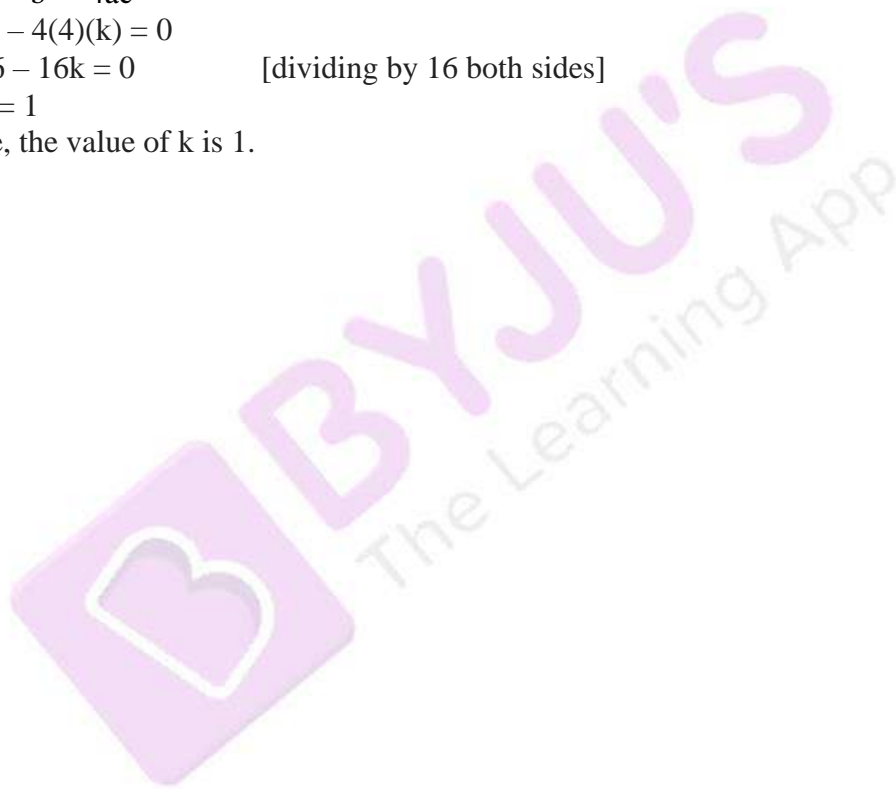 – 4(4)(k) = 0
– 16k = 0 [dividing by 16 both sides]
= 1
, the value of k is 1.
BYJU'S
The Learning App